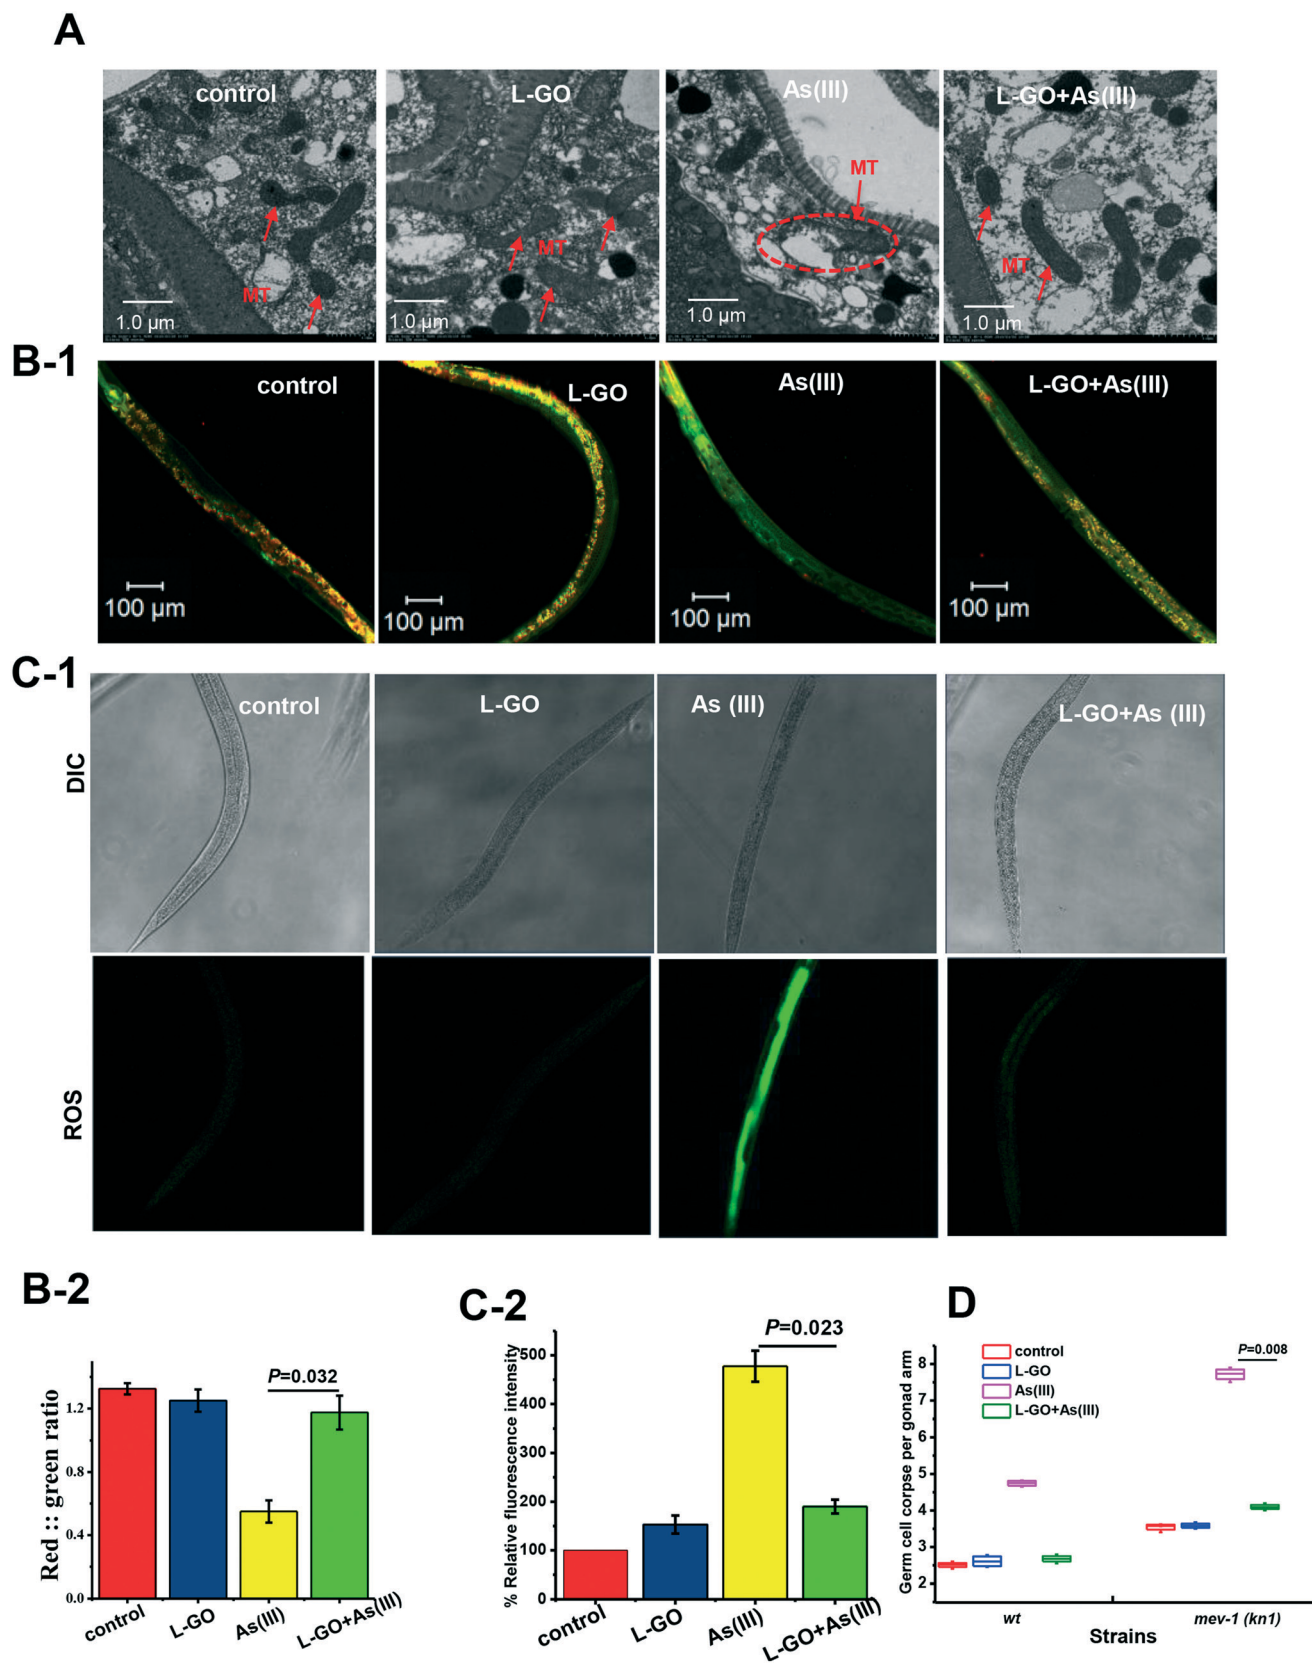 A
control
L-GO
As(III)
L-GO+As(III)
MT
MT
MT
MT
1.0 µm
1.0 µm
1.0 µm
1.0 µm
B-1
control
L-GO
As(III)
L-GO+As(III)
100 µm
100 µm
100 µm
100 µm
C-1
DIC
control
L-GO
As (III)
L-GO+As (III)
ROS
B-2
Red :: green ratio
1.2
0.8
0.4
0.0
P=0.032
control
L-GO
As(III)
L-GO+As(III)
C-2
% Relative fluorescence intensity
500
450
400
350
300
250
200
150
100
50
0
P=0.023
control
L-GO
As(III)
L-GO+As(III)
D
Germ cell corpse per gonad arm
8
7
6
5
4
3
2
control
L-GO
As(III)
L-GO+As(III)
P=0.008
wt
mev-1 (kn1)
Strains